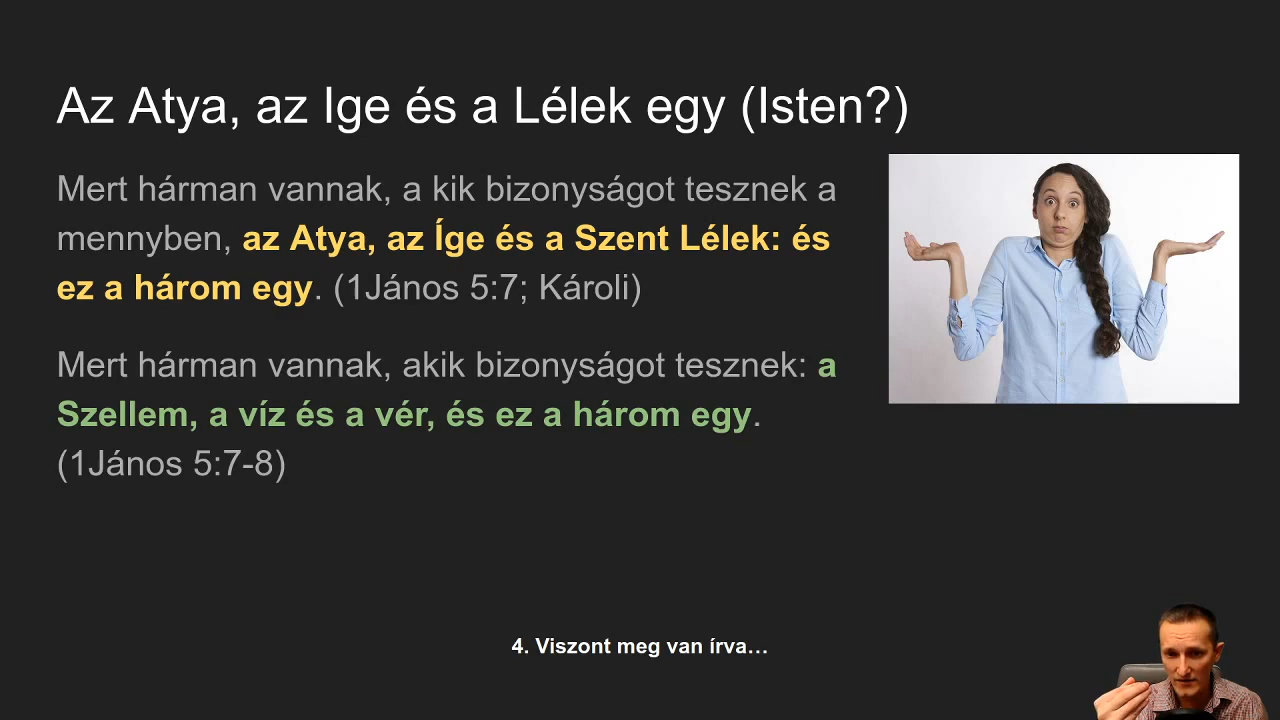 Az Atya, az Ige és a Lélek egy (Isten?)
Mert hárman vannak, a kik bizonyságot tesznek a
mennyben, az Atya, az Íge és a Szent Lélek: és
ez a három egy. (1János 5:7; Károli)
Mert hárman vannak, akik bizonyságot tesznek: a
Szellem, a víz és a vér, és ez a három egy.
(1János 5:7-8)
4. Viszont meg van írva…